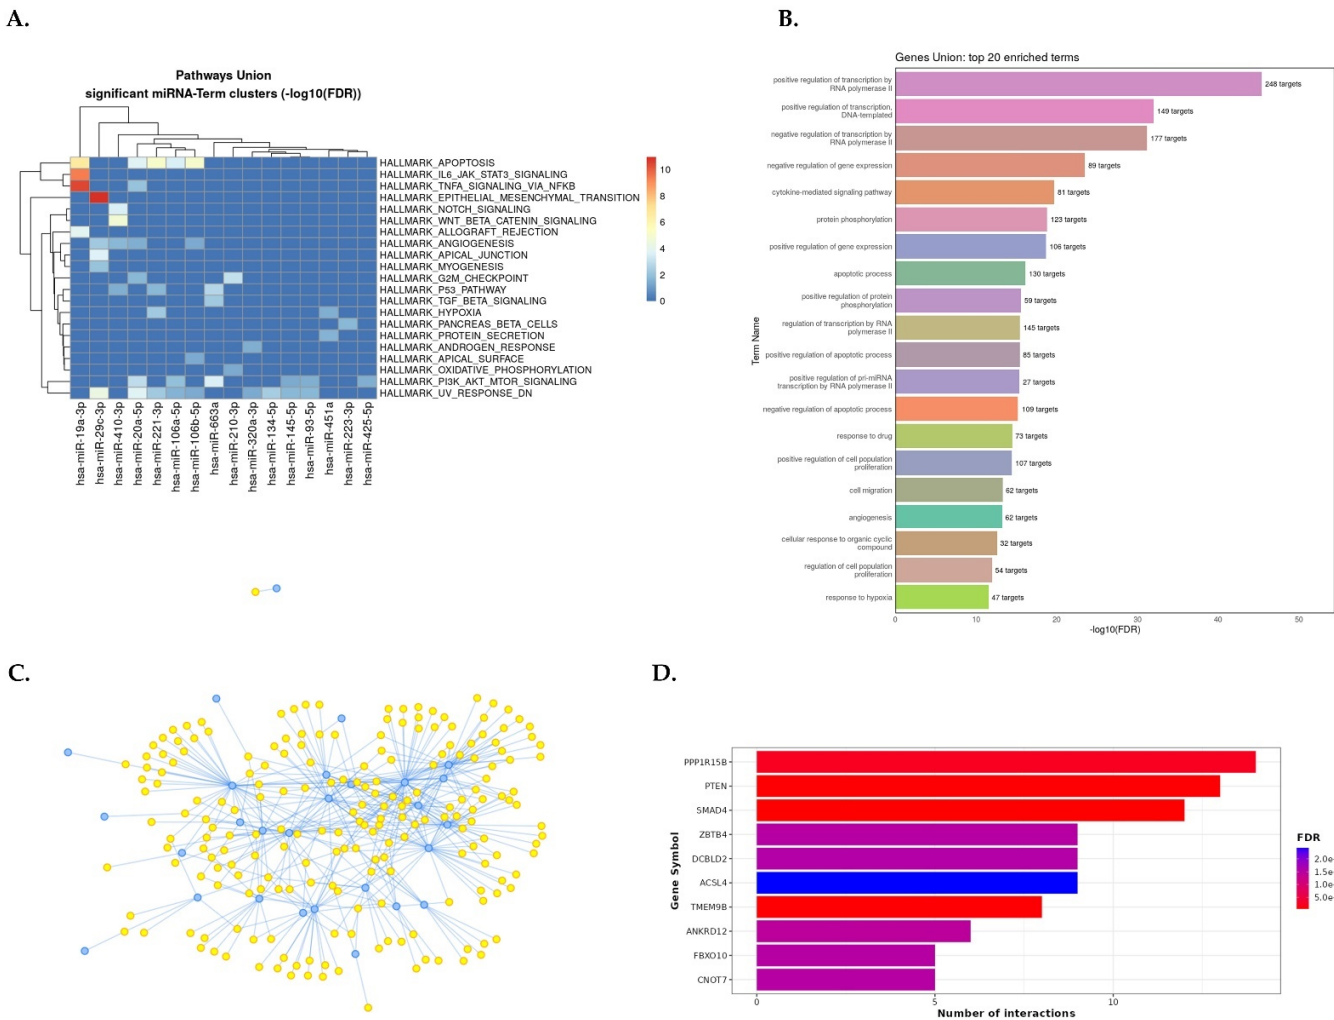 A.
Pathways Union
significant miRNA-Term clusters (-log10(FDR))
HALLMARK_APOPTOSIS
HALLMARK_IL6_JAK_STAT3_SIGNALING
HALLMARK_TNFA_SIGNALING_VIA_NFKB
HALLMARK_EPITHELIAL_MESENCHYMAL_TRANSITION
HALLMARK_NOTCH_SIGNALING
HALLMARK_WNT_BETA_CATENIN_SIGNALING
HALLMARK_ALLOGRAFT_REJECTION
HALLMARK_ANGIOGENESIS
HALLMARK_APICAL_JUNCTION
HALLMARK_MYOGENESIS
HALLMARK_G2M_CHECKPOINT
HALLMARK_P53_PATHWAY
HALLMARK_TGF_BETA_SIGNALING
HALLMARK_HYPOXIA
HALLMARK_PANCREAS_BETA_CELLS
HALLMARK_PROTEIN_SECRETION
HALLMARK_ANDROGEN_RESPONSE
HALLMARK_APICAL_SURFACE
HALLMARK_OXIDATIVE_PHOSPHORYLATION
HALLMARK_PI3K_AKT_MTOR_SIGNALING
HALLMARK_UV_RESPONSE_DN
10
8
6
4
2
0
hsa-miR-19a-3p
hsa-miR-29c-3p
hsa-miR-410-3p
hsa-miR-20a-5p
hsa-miR-221-3p
hsa-miR-106a-5p
hsa-miR-106b-5p
hsa-miR-663a
hsa-miR-210-3p
hsa-miR-320a-3p
hsa-miR-134-5p
hsa-miR-145-5p
hsa-miR-93-5p
hsa-miR-451a
hsa-miR-223-3p
hsa-miR-425-5p
B.
Genes Union: top 20 enriched terms
Term Name
positive regulation of transcription by
RNA polymerase II
248 targets
positive regulation of transcription,
DNA-templated
149 targets
negative regulation of transcription by
RNA polymerase II
177 targets
negative regulation of gene expression
89 targets
cytokine-mediated signaling pathway
81 targets
protein phosphorylation
123 targets
positive regulation of gene expression
106 targets
apoptotic process
130 targets
positive regulation of protein
phosphorylation
59 targets
regulation of transcription by RNA
polymerase II
145 targets
positive regulation of apoptotic process
85 targets
positive regulation of pri-miRNA
transcription by RNA polymerase II
27 targets
negative regulation of apoptotic process
109 targets
response to drug
73 targets
positive regulation of cell population
proliferation
107 targets
cell migration
62 targets
angiogenesis
62 targets
cellular response to organic cyclic
compound
32 targets
regulation of cell population
proliferation
54 targets
response to hypoxia
47 targets
0 10 20 30 40 50
-log10(FDR)
C.
D.
Gene Symbol
PPP1R15B
PTEN
SMAD4
ZBTB4
DCBLD2
ACSL4
TMEM9B
ANKRD12
FBXO10
CNOT7
0 5 10
Number of interactions
FDR
2.0e
1.5e
1.0e
5.0e